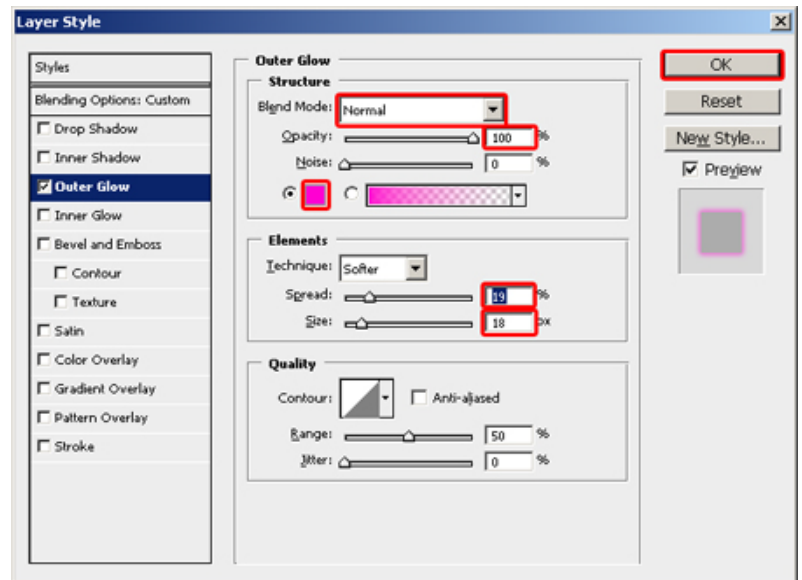 Layer Style
Styles
Blending Options: Custom
Drop Shadow
Inner Shadow
Outer Glow
Inner Glow
Bevel and Emboss
Contour
Texture
Satin
Color Overlay
Gradient Overlay
Pattern Overlay
Stroke
Outer Glow
Structure
Blend Mode: Normal
Opacity: 100 %
Noise: 0 %
Elements
Technique: Softer
Spread: 19 %
Size: 18 px
Quality
Contour: Anti-aliased
Range: 50 %
Jitter: 0 %
OK
Reset
New Style...
Preview